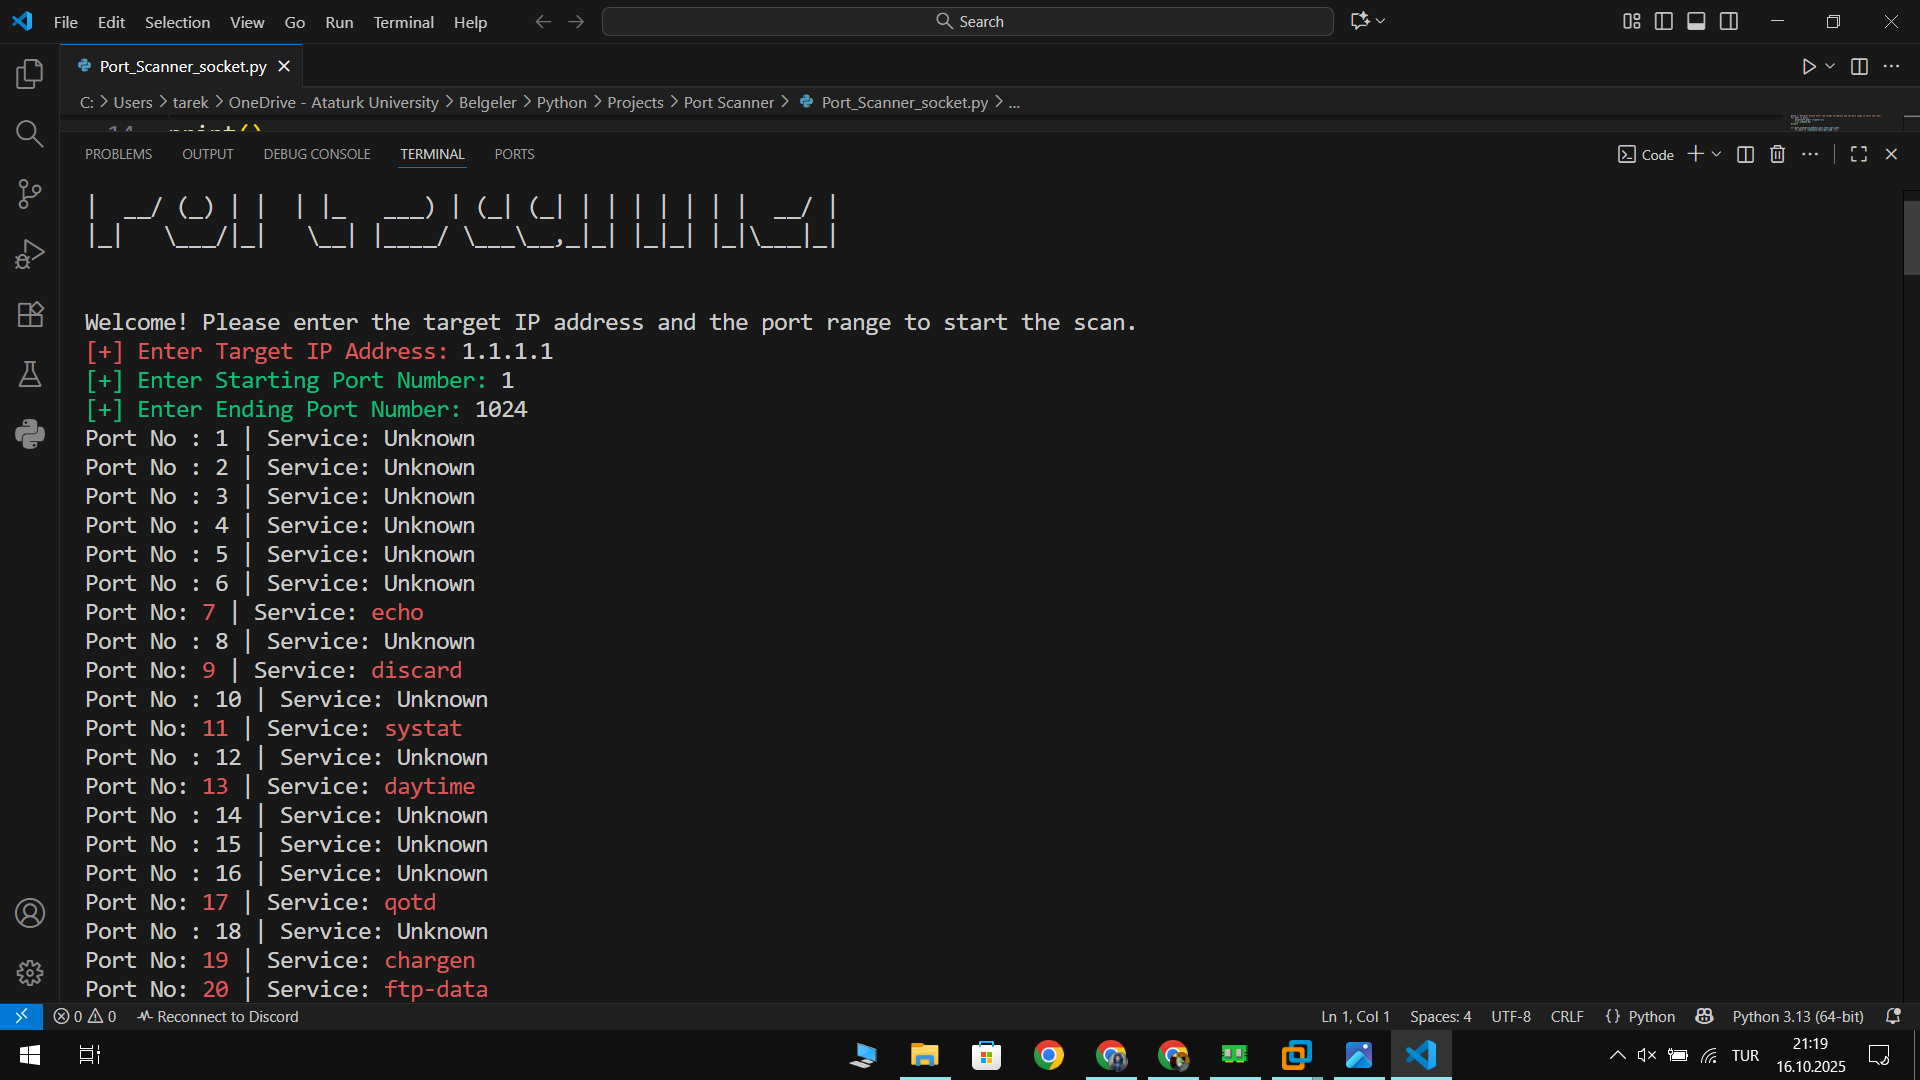 File Edit Selection View Go Run Terminal Help
Search
Port_Scanner_socket.py
C: > Users > tarek > OneDrive - Ataturk University > Belgeler > Python > Projects > Port Scanner > Port_Scanner_socket.py > ...
PROBLEMS OUTPUT DEBUG CONSOLE TERMINAL PORTS
Code
Welcome! Please enter the target IP address and the port range to start the scan.
[+] Enter Target IP Address: 1.1.1.1
[+] Enter Starting Port Number: 1
[+] Enter Ending Port Number: 1024
Port No : 1 | Service: Unknown
Port No : 2 | Service: Unknown
Port No : 3 | Service: Unknown
Port No : 4 | Service: Unknown
Port No : 5 | Service: Unknown
Port No : 6 | Service: Unknown
Port No: 7 | Service: echo
Port No : 8 | Service: Unknown
Port No: 9 | Service: discard
Port No : 10 | Service: Unknown
Port No: 11 | Service: systat
Port No : 12 | Service: Unknown
Port No: 13 | Service: daytime
Port No : 14 | Service: Unknown
Port No : 15 | Service: Unknown
Port No : 16 | Service: Unknown
Port No: 17 | Service: qotd
Port No : 18 | Service: Unknown
Port No: 19 | Service: chargen
Port No: 20 | Service: ftp-data
0 0 Reconnect to Discord Ln 1, Col 1 Spaces: 4 UTF-8 CRLF {} Python Python 3.13 (64-bit)
TUR
21:19
16.10.2025